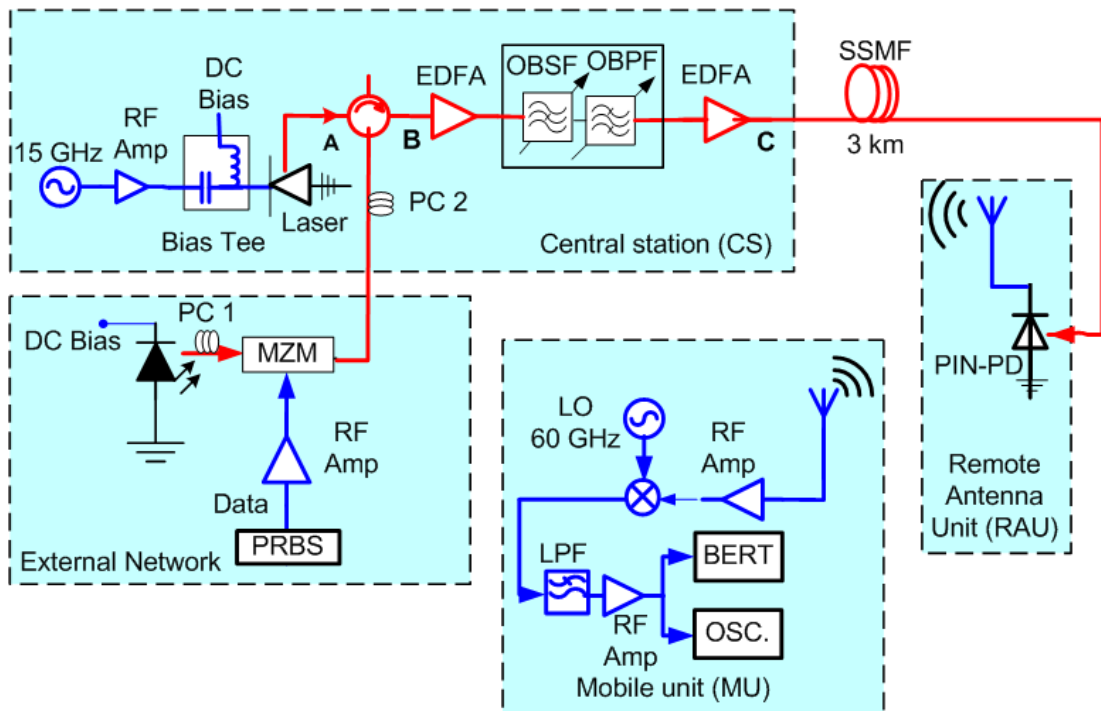 DC
Bias
RF
Amp
15 GHz
Bias Tee
Laser
A
B
EDFA
PC 2
OBSF
OBPF
EDFA
C
Central station (CS)
SSMF
3 km
PC 1
DC Bias
MZM
RF
Amp
Data
PRBS
External Network
LO
60 GHz
RF
Amp
LPF
RF
Amp
BERT
OSC.
Mobile unit (MU)
PIN-PD
Remote
Antenna
Unit (RAU)